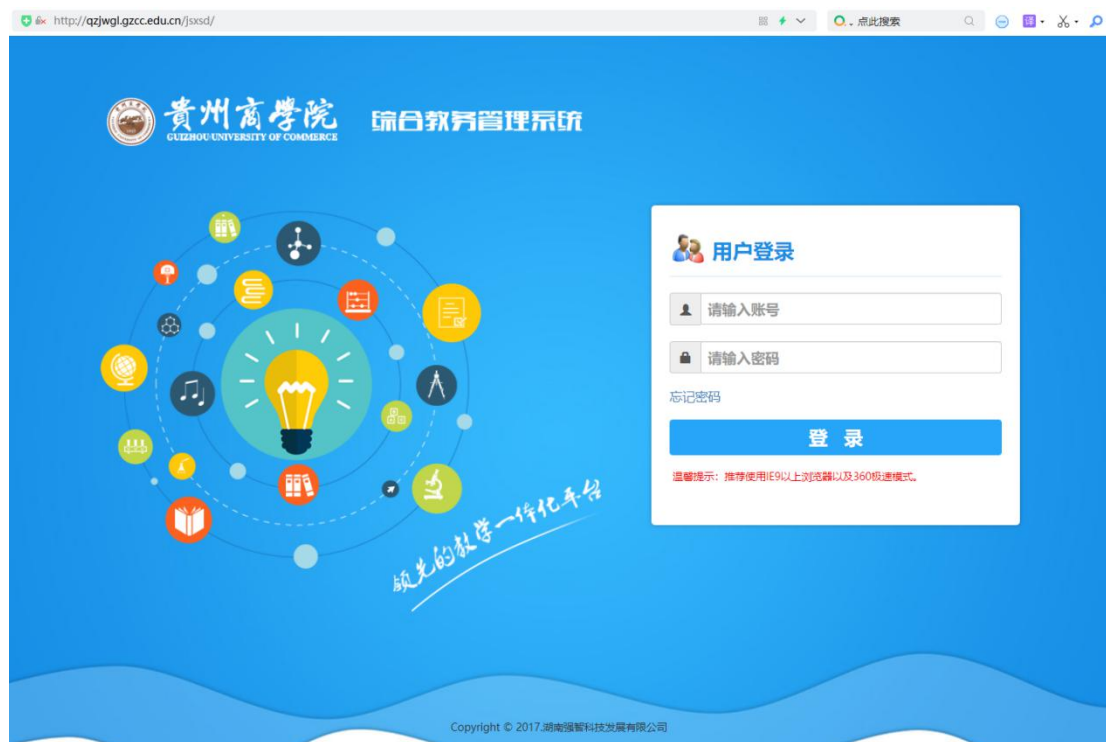 http://qzjwgl.gzcc.edu.cn/jsxsd/
点此搜索
译
貴州商學院
GUIZHOU UNIVERSITY OF COMMERCE
综合教务管理系统
用户登录
请输入账号
请输入密码
忘记密码
登 录
温馨提示：推荐使用IE9以上浏览器以及360极速模式。
领先的教学一体化平台
Copyright © 2017.湖南强智科技发展有限公司